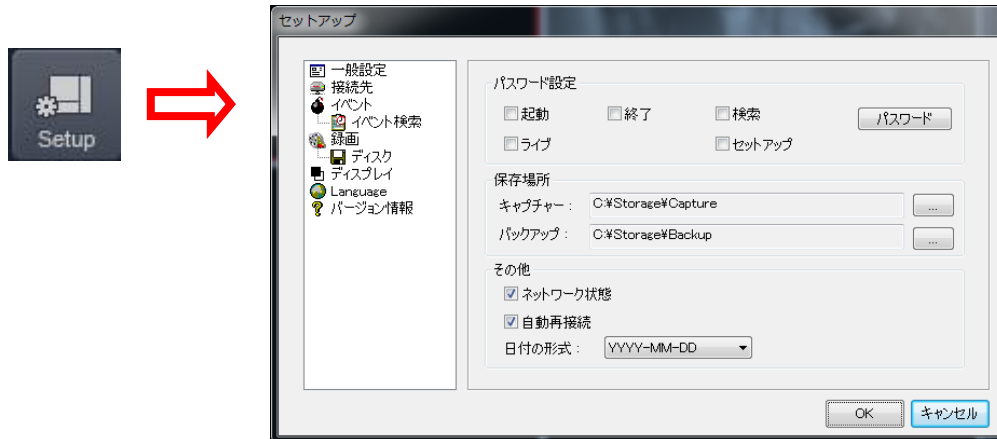 Setup
セットアップ
一般設定
接続先
イベント
イベント検索
録画
ディスク
ディスプレイ
Language
バージョン情報
パスワード設定
起動 終了 検索 パスワード
ライブ セットアップ
保存場所
キャプチャー： C:¥Storage¥Capture ...
バックアップ： C:¥Storage¥Backup ...
その他
ネットワーク状態
自動再接続
日付の形式： YYYY-MM-DD
OK キャンセル